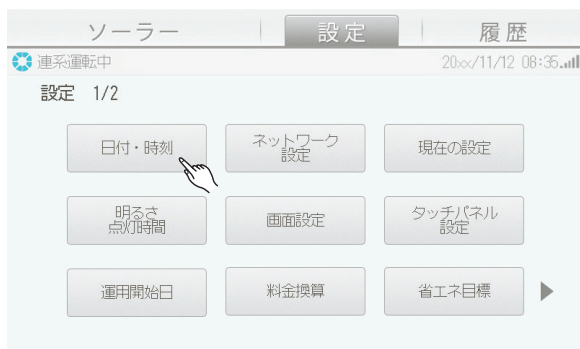 ソーラー 設定 履歴
連系運転中 20xx/11/12 08:35
設定 1/2
日付・時刻 ネットワーク 設定 現在の設定
明るさ 点灯時間 画面設定 タッチパネル 設定
運用開始日 料金換算 省エネ目標